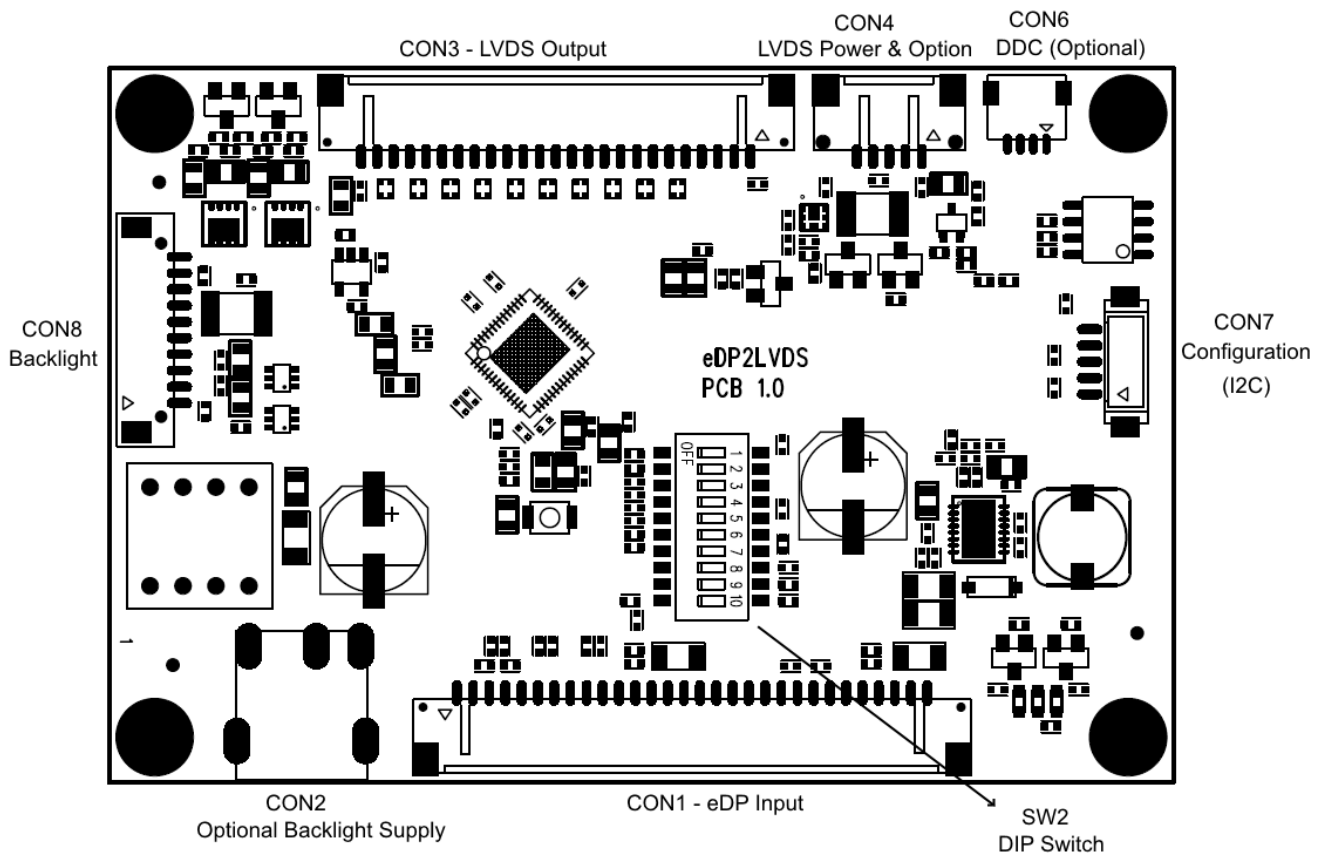 CON6
CON4
DDC (Optional)
CON3 - LVDS Output
LVDS Power & Option
CON8
Backlight
CON7
Configuration
(I2C)
eDP2LVDS
PCB 1.0
OFF
1
2
3
4
5
6
7
8
9
10
+
+
1
CON2
Optional Backlight Supply
CON1 - eDP Input
SW2
DIP Switch